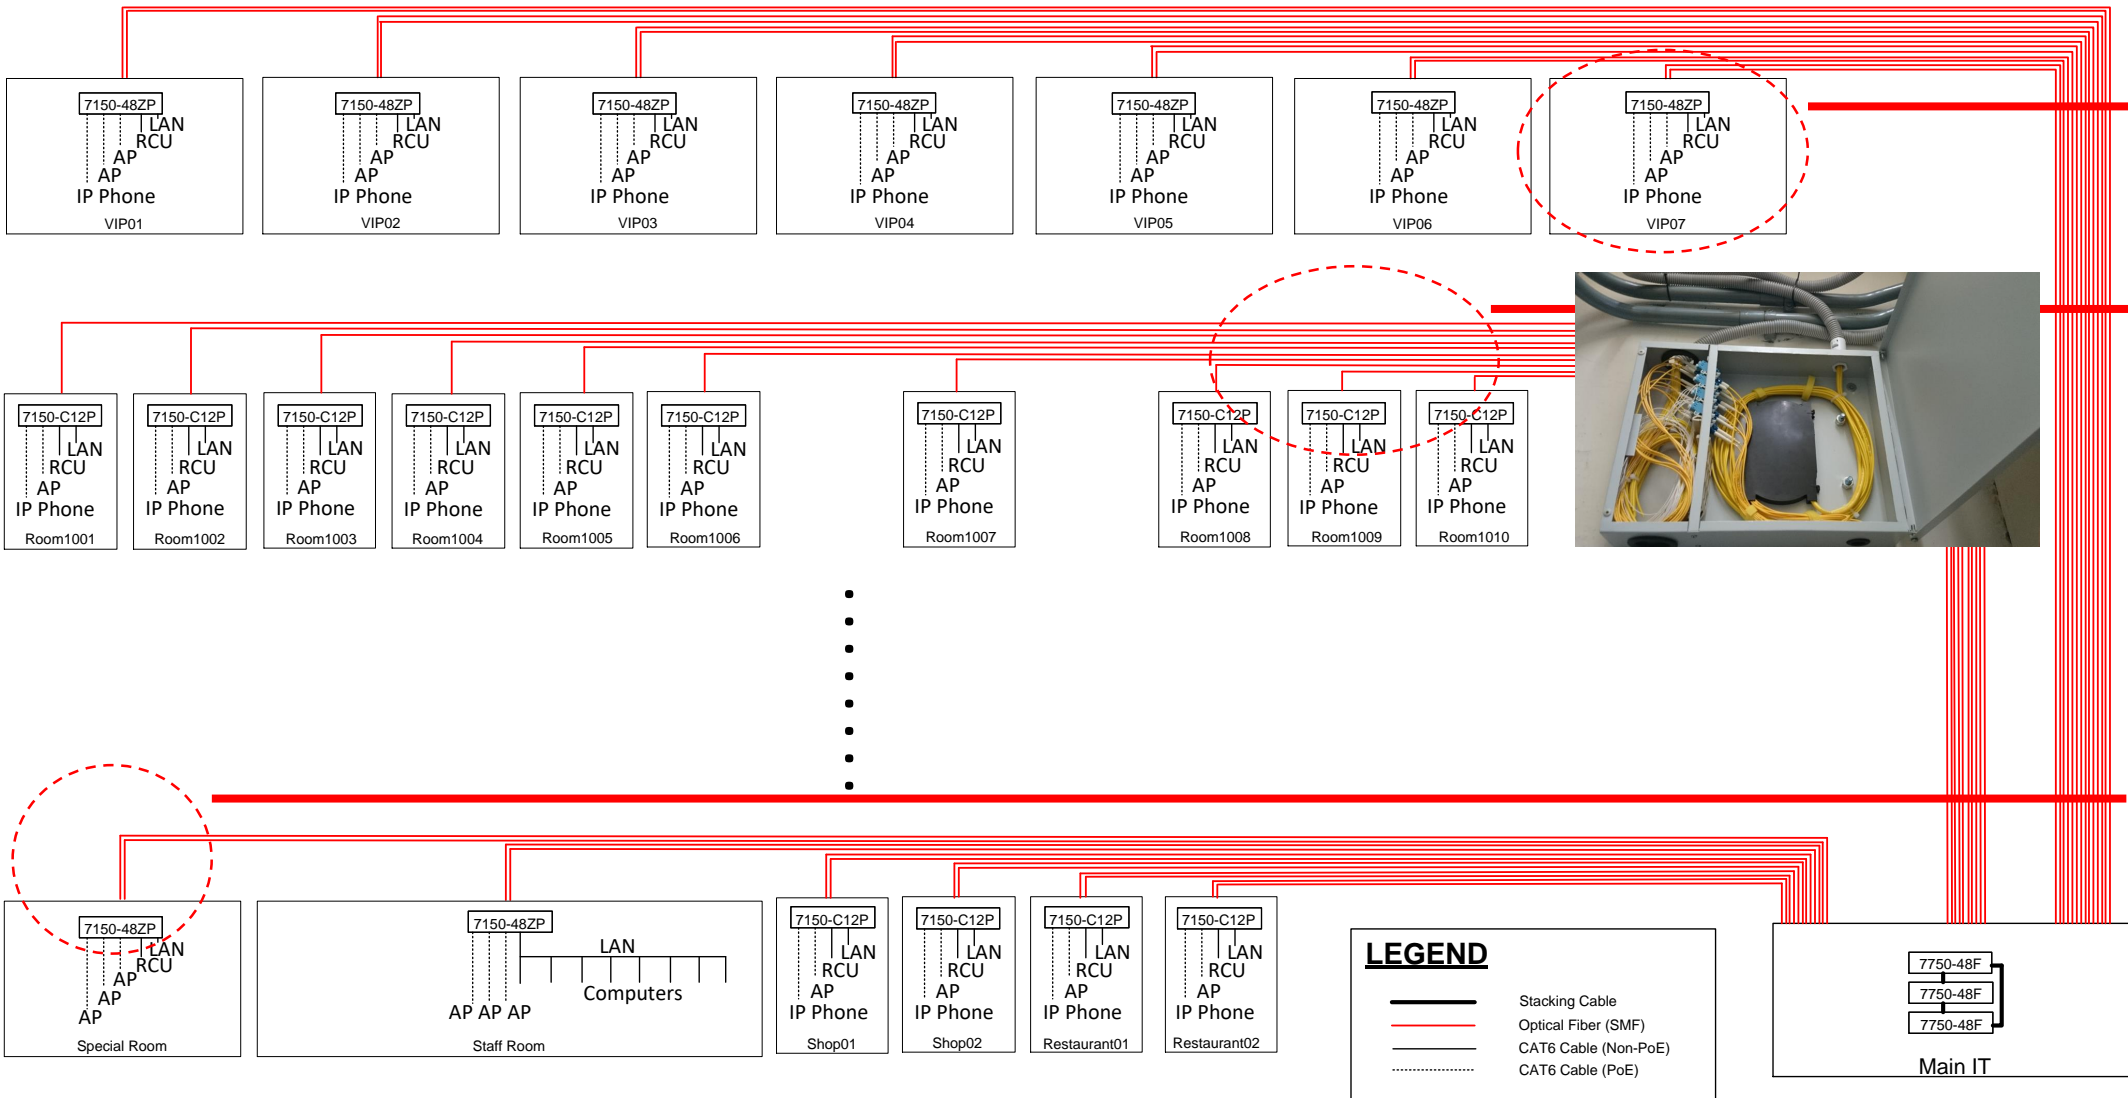 7150-48ZP
LAN
RCU
AP
AP
IP Phone
VIP01
7150-48ZP
LAN
RCU
AP
AP
IP Phone
VIP02
7150-48ZP
LAN
RCU
AP
AP
IP Phone
VIP03
7150-48ZP
LAN
RCU
AP
AP
IP Phone
VIP04
7150-48ZP
LAN
RCU
AP
AP
IP Phone
VIP05
7150-48ZP
LAN
RCU
AP
AP
IP Phone
VIP06
7150-48ZP
LAN
RCU
AP
AP
IP Phone
VIP07
7150-C12P
LAN
RCU
AP
IP Phone
Room1001
7150-C12P
LAN
RCU
AP
IP Phone
Room1002
7150-C12P
LAN
RCU
AP
IP Phone
Room1003
7150-C12P
LAN
RCU
AP
IP Phone
Room1004
7150-C12P
LAN
RCU
AP
IP Phone
Room1005
7150-C12P
LAN
RCU
AP
IP Phone
Room1006
7150-C12P
LAN
RCU
AP
IP Phone
Room1007
7150-C12P
LAN
RCU
AP
IP Phone
Room1008
7150-C12P
LAN
RCU
AP
IP Phone
Room1009
7150-C12P
LAN
RCU
AP
IP Phone
Room1010
7150-48ZP
LAN
RCU
AP
AP
AP
Special Room
7150-48ZP
LAN
Computers
AP AP AP
Staff Room
7150-C12P
LAN
RCU
AP
IP Phone
Shop01
7150-C12P
LAN
RCU
AP
IP Phone
Shop02
7150-C12P
LAN
RCU
AP
IP Phone
Restaurant01
7150-C12P
LAN
RCU
AP
IP Phone
Restaurant02
LEGEND
Stacking Cable
Optical Fiber (SMF)
CAT6 Cable (Non-PoE)
CAT6 Cable (PoE)
7750-48F
7750-48F
7750-48F
Main IT